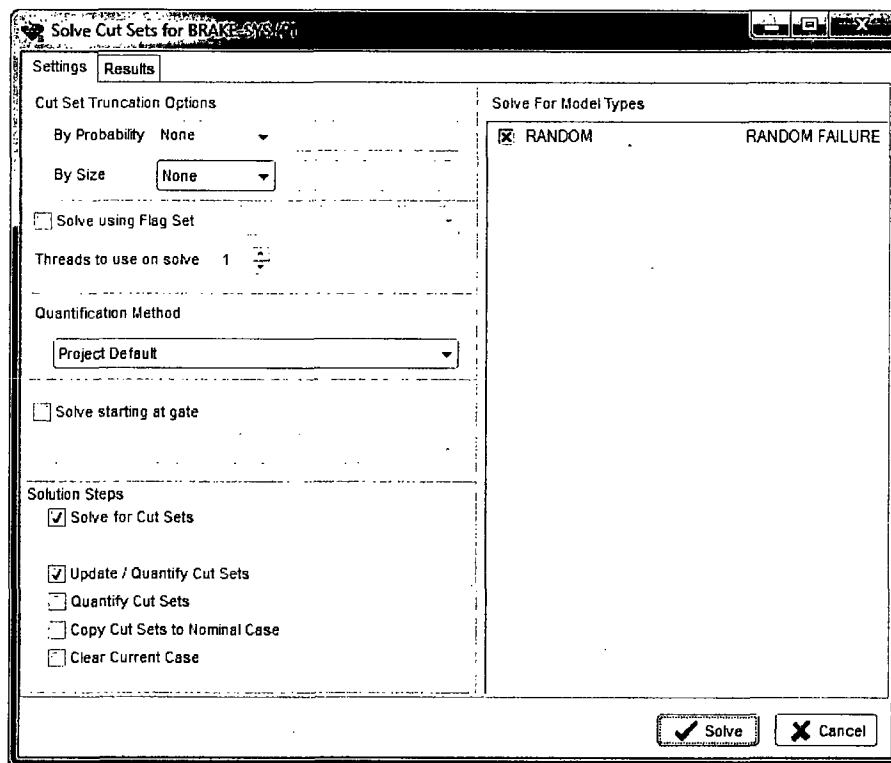 Solve Cut Sets for BRAKE-SYS
Settings Results
Cut Set Truncation Options
By Probability None
By Size None
Solve using Flag Set
Threads to use on solve 1
Quantification Method
Project Default
Solve starting at gate
Solution Steps
Solve for Cut Sets
Update / Quantify Cut Sets
Quantify Cut Sets
Copy Cut Sets to Nominal Case
Clear Current Case
Solve For Model Types
RANDOM RANDOM FAILURE
Solve Cancel